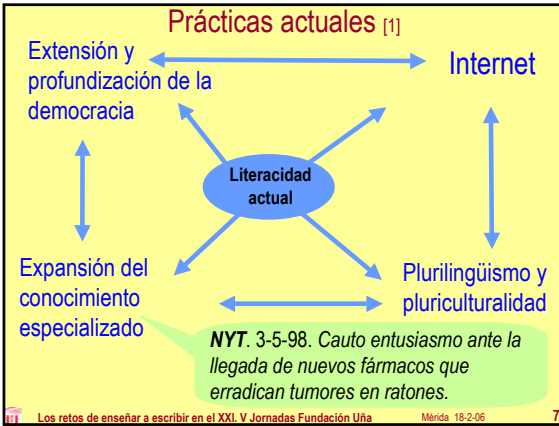 Prácticas actuales [1]
Extensión y
profundización de la
democracia
Internet
Literacidad
actual
Expansión del
conocimiento
especializado
Plurilingüismo y
pluriculturalidad
NYT. 3-5-98. Cauto entusiasmo ante la
llegada de nuevos fármacos que
erradican tumores en ratones.
Los retos de enseñar a escribir en el XXI. V Jornadas Fundación Uña Mérida 18-2-06 7